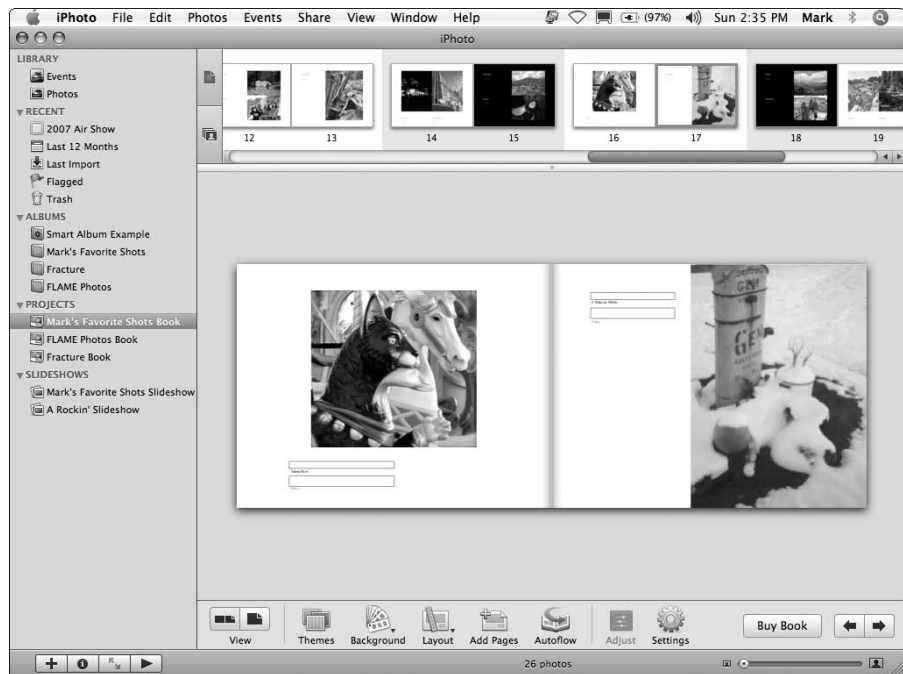 iPhoto File Edit Photos Events Share View Window Help (97%) Sun 2:35 PM Mark
iPhoto
LIBRARY
Events
Photos
RECENT
2007 Air Show
Last 12 Months
Last Import
Flagged
Trash
ALBUMS
Smart Album Example
Mark's Favorite Shots
Fracture
FLAME Photos
PROJECTS
Mark's Favorite Shots Book
FLAME Photos Book
Fracture Book
SLIDESHOWS
Mark's Favorite Shots Slideshow
A Rockin' Slideshow
12 13 14 15 16 17 18 19
GEM
View Themes Background Layout Add Pages Autoflow Adjust Settings Buy Book
26 photos